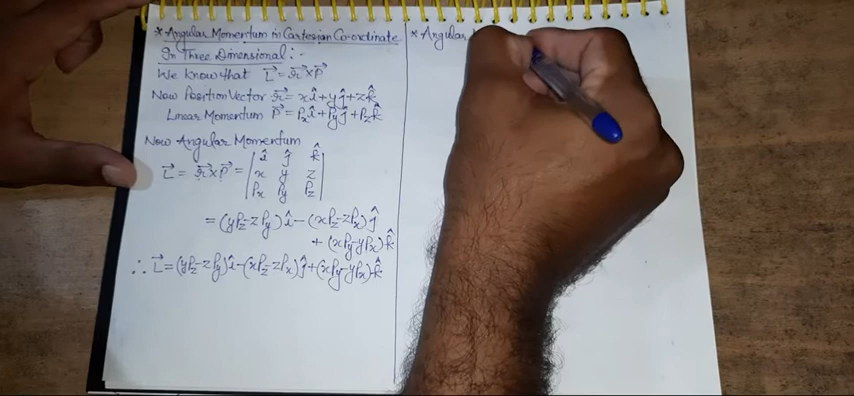 * Angular Momentum in Cartesian Co-ordinate
In Three Dimensional:-
We Know that L⃗ = r⃗×P⃗
Now Position Vector r⃗ = xî+yĵ+zk̂
Linear Momentum P⃗ = Pxî+Pyĵ+Pzk̂
Now Angular Momentum
L⃗ = r⃗×P⃗ = | î ĵ k̂ |
| x y z |
| Px Py Pz |
= (yPz-zPy)î-(xPz-zPx)ĵ
+(xPy-yPx)k̂
∴ L⃗=(yPz-zPy)î-(xPz-zPx)ĵ+(xPy-yPx)k̂
* Angular